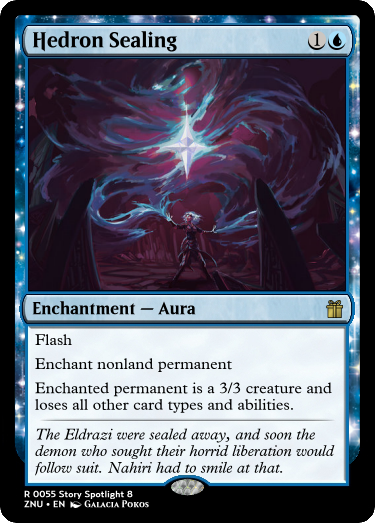 Hedron Sealing 1
Enchantment — Aura
Flash
Enchant nonland permanent
Enchanted permanent is a 3/3 creature and
loses all other card types and abilities.
The Eldrazi were sealed away, and soon the
demon who sought their horrid liberation would
follow suit. Nahiri had to smile at that.
R 0055 Story Spotlight 8
ZNU • EN Galacia Pokos